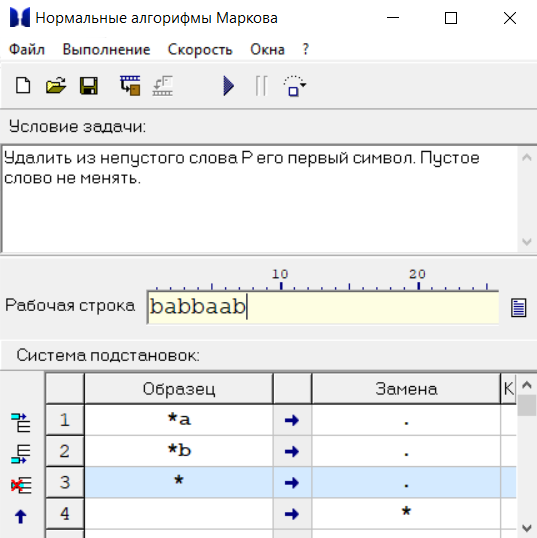 Нормальные алгорифмы Маркова
Файл Выполнение Скорость Окна ?
Условие задачи:
Удалить из непустого слова P его первый символ. Пустое
слово не менять.
10 20
Рабочая строка babbaab
Система подстановок:
Образец Замена К
1 *a → .
2 *b → .
3 * → .
4 → *